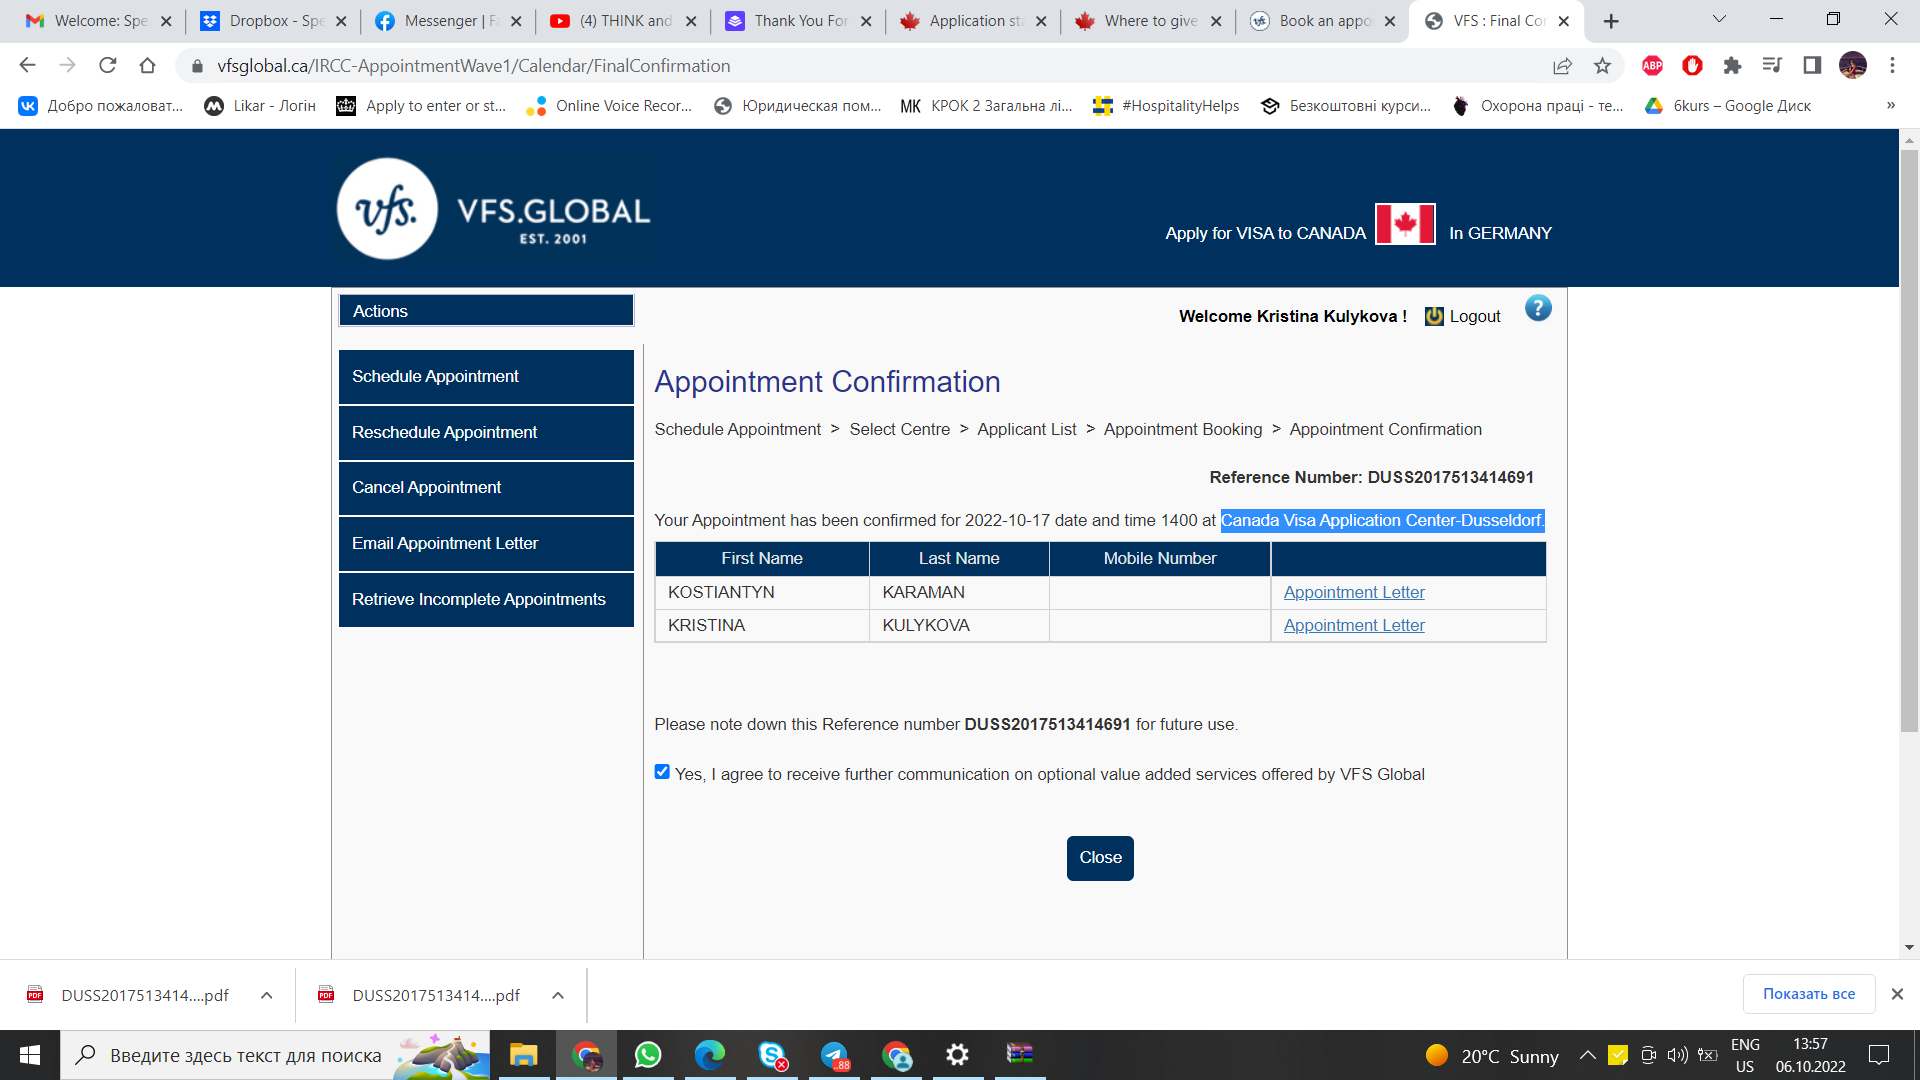 Welcome: Spe
Dropbox - Spe
Messenger | Fa
(4) THINK and
Thank You For
Application sta
Where to give
Book an appo
VFS : Final Con
vfsglobal.ca/IRCC-AppointmentWave1/Calendar/FinalConfirmation
ABP
Добро пожаловат...
Likar - Логін
Apply to enter or st...
Online Voice Recor...
Юридическая пом...
МК КРОК 2 Загальна лі...
#HospitalityHelps
Безкоштовні курси...
Охорона праці - те...
6kurs – Google Диск
»
vfs.
VFS.GLOBAL
EST. 2001
Apply for VISA to CANADA In GERMANY
Actions
Welcome Kristina Kulykova !
Logout
?
Schedule Appointment
Reschedule Appointment
Cancel Appointment
Email Appointment Letter
Retrieve Incomplete Appointments
Appointment Confirmation
Schedule Appointment > Select Centre > Applicant List > Appointment Booking > Appointment Confirmation
Reference Number: DUSS2017513414691
Your Appointment has been confirmed for 2022-10-17 date and time 1400 at Canada Visa Application Center-Dusseldorf.
First Name Last Name Mobile Number
KOSTIANTYN KARAMAN Appointment Letter
KRISTINA KULYKOVA Appointment Letter
Please note down this Reference number DUSS2017513414691 for future use.
Yes, I agree to receive further communication on optional value added services offered by VFS Global
Close
PDF DUSS2017513414....pdf
PDF DUSS2017513414....pdf
Показать все
Введите здесь текст для поиска
..88
20°C Sunny
ENG
US
13:57
06.10.2022